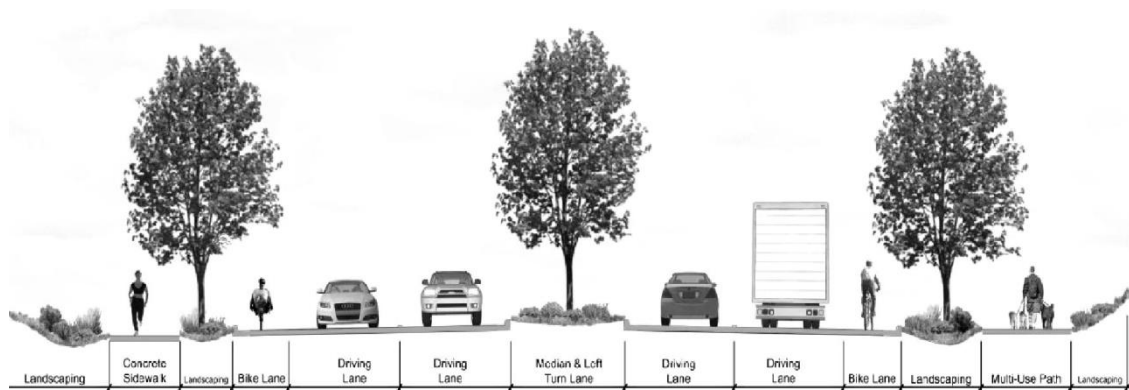 Landscaping
Concrete
Sidewalk
Landscaping
Bike Lane
Driving
Lane
Driving
Lane
Median & Left
Turn Lane
Driving
Lane
Driving
Lane
Bike Lane
Landscaping
Multi-Use Path
Landscaping